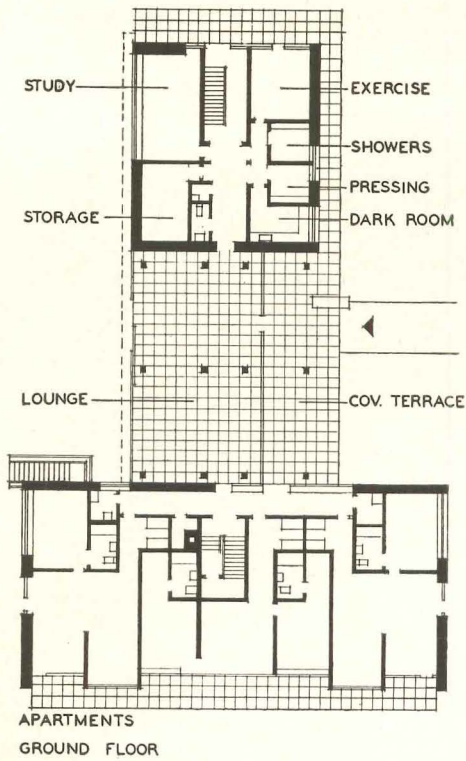 STUDY
EXERCISE
SHOWERS
PRESSING
STORAGE
DARK ROOM
LOUNGE
COV. TERRACE
APARTMENTS
GROUND FLOOR